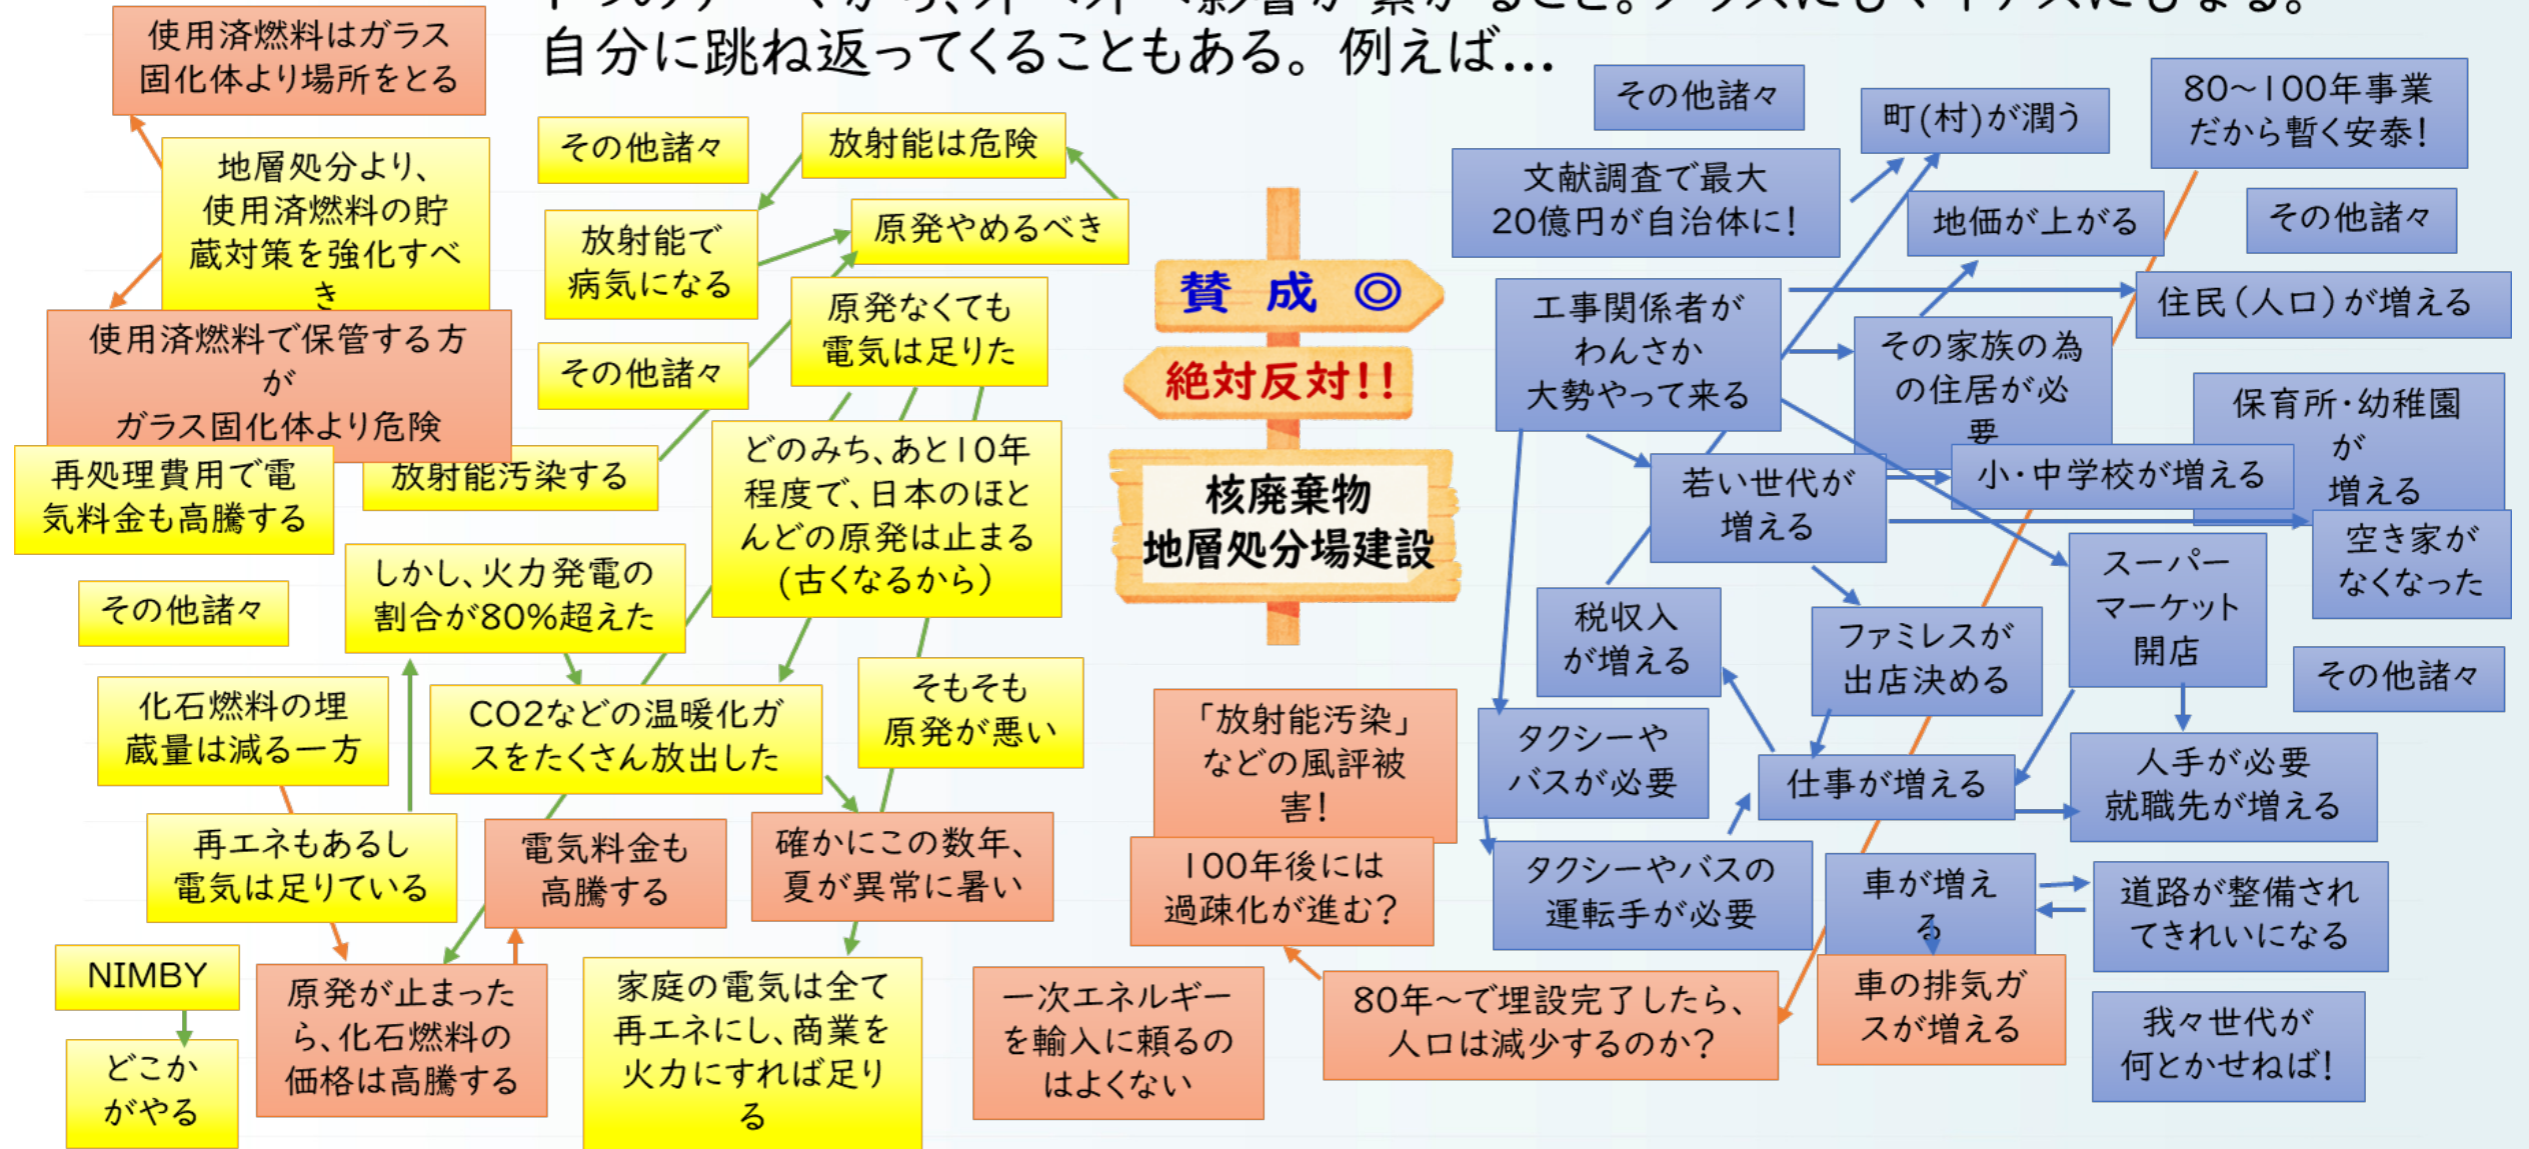 自分に跳ね返ってくることもある。例えば…
使用済燃料はガラス
固化体より場所をとる
地層処分より、
使用済燃料の貯
蔵対策を強化すべ
き
使用済燃料で保管する方
が
ガラス固化体より危険
再処理費用で電
気料金も高騰する
放射能汚染する
その他諸々
放射能は危険
放射能で
病気になる
原発やめるべき
原発なくても
電気は足りた
その他諸々
どのみち、あと10年
程度で、日本のほと
んどの原発は止まる
(古くなるから)
しかし、火力発電の
割合が80%超えた
その他諸々
化石燃料の埋
蔵量は減る一方
CO2などの温暖化ガ
スをたくさん放出した
そもそも
原発が悪い
再エネもあるし
電気は足りている
電気料金も
高騰する
確かにこの数年、
夏が異常に暑い
NIMBY
どこか
がやる
原発が止まった
ら、化石燃料の
価格は高騰する
家庭の電気は全て
再エネにし、商業を
火力にすれば足り
る
賛成◎
絶対反対!!
核廃棄物
地層処分場建設
「放射能汚染」
などの風評被
害!
100年後には
過疎化が進む?
一次エネルギー
を輸入に頼るの
はよくない
80年～で埋設完了したら、
人口は減少するのか?
その他諸々
町(村)が潤う
80～100年事業
だから暫く安泰!
文献調査で最大
20億円が自治体に!
地価が上がる
その他諸々
工事関係者が
わんさか
大勢やって来る
住民(人口)が増える
その家族の為
の住居が必
要
保育所・幼稚園
が
増える
小・中学校が増える
若い世代が
増える
空き家が
なくなった
スーパー
マーケット
開店
税収入
が増える
ファミレスが
出店決める
その他諸々
タクシーや
バスが必要
仕事が増える
人手が必要
就職先が増える
タクシーやバスの
運転手が必要
車が増え
る
道路が整備され
てきれいになる
車の排気ガ
スが増える
我々世代が
何とかせねば!